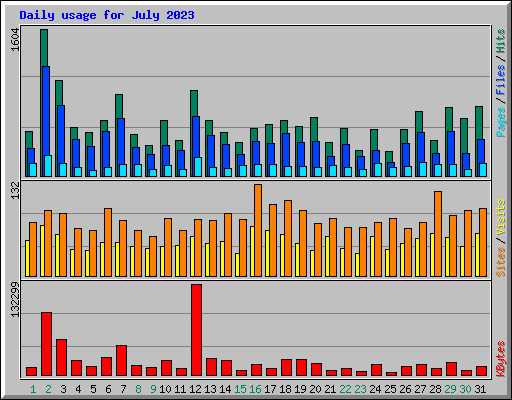 Daily usage for July 2023
1604
Pages / Files / Hits
132
Sites / Visits
132299
KBytes
1 2 3 4 5 6 7 8 9 10 11 12 13 14 15 16 17 18 19 20 21 22 23 24 25 26 27 28 29 30 31